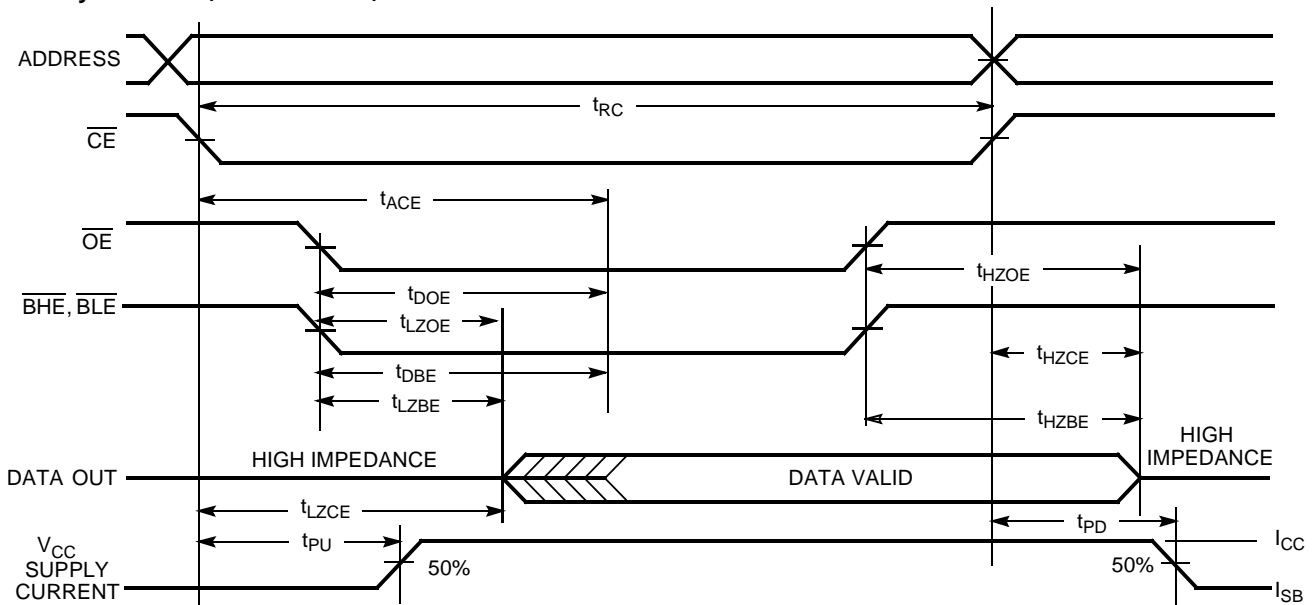 ADDRESS
tRC
CE
tACE
OE
tHZOE
tDOE
BHE, BLE
tLZOE
tHZCE
tDBE
tLZBE
tHZBE
HIGH
IMPEDANCE
HIGH IMPEDANCE
DATA OUT
DATA VALID
tLZCE
tPD
tPU
VCC
SUPPLY
CURRENT
50%
50%
ICC
ISB